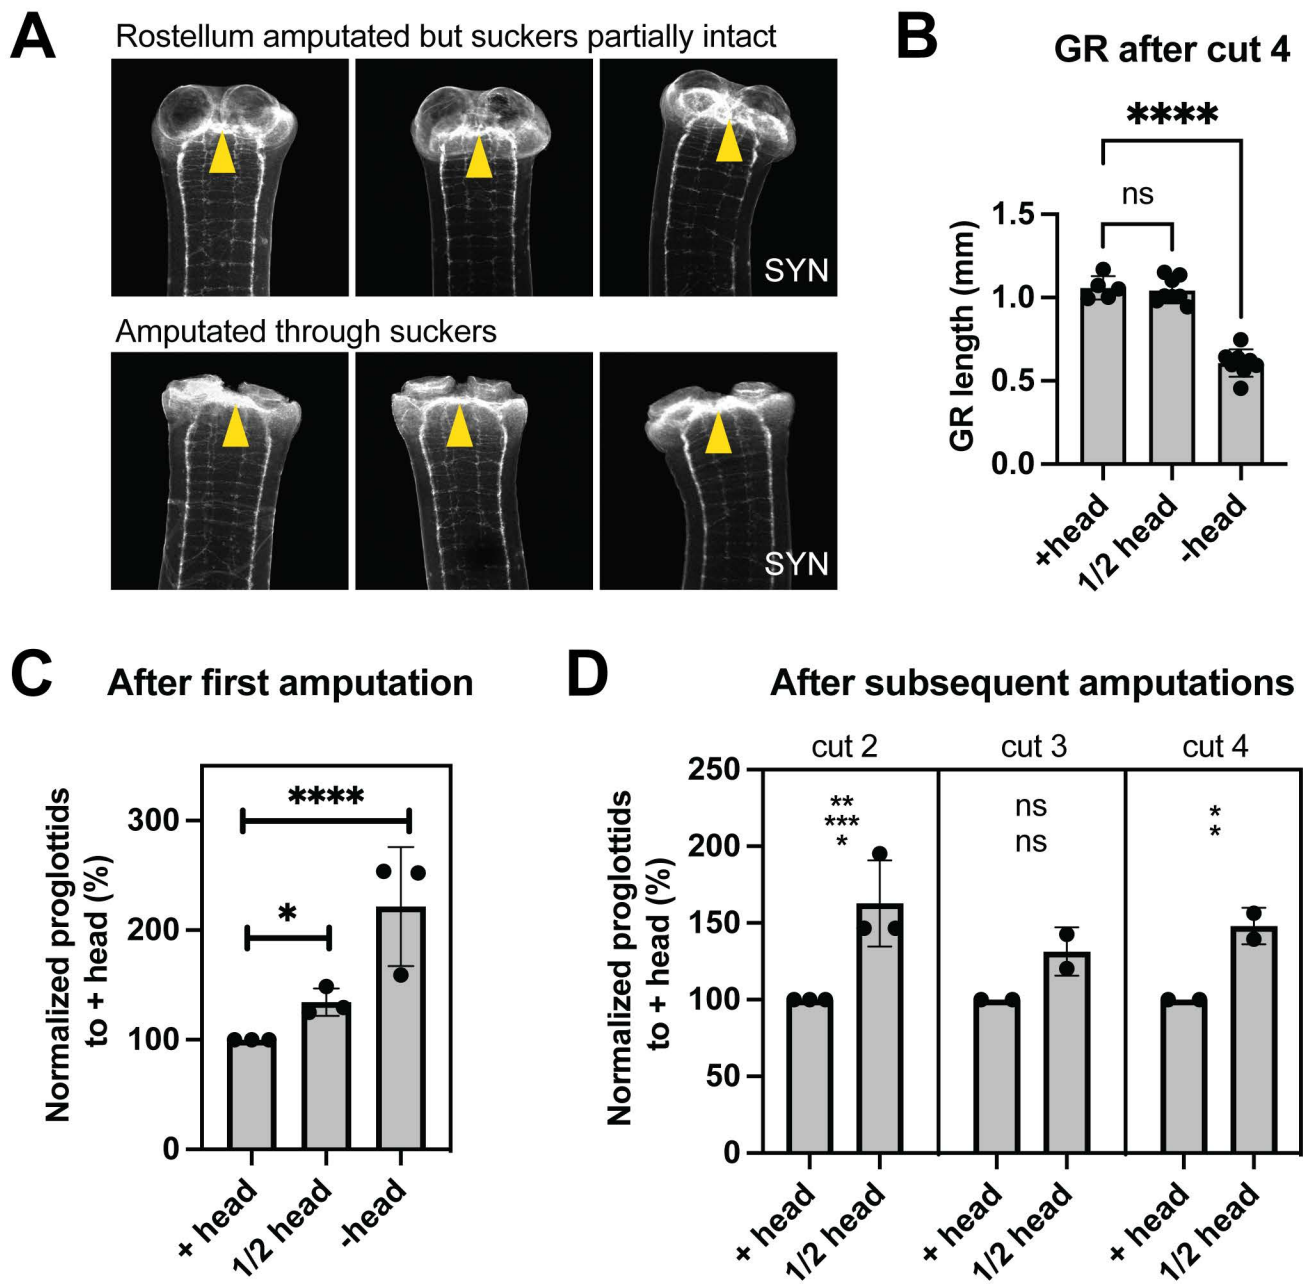 A
Rostellum amputated but suckers partially intact
SYN
Amputated through suckers
SYN
B
GR after cut 4
****
ns
GR length (mm)
1.5
1.0
0.5
0.0
+head
1/2 head
-head
C
After first amputation
Normalized proglottids
to + head (%)
300
200
100
0
****
*
+ head
1/2 head
-head
D
After subsequent amputations
cut 2
cut 3
cut 4
Normalized proglottids
to + head (%)
250
200
150
100
50
0
**
***
*
ns
ns
*
*
+ head
1/2 head
+ head
1/2 head
+ head
1/2 head